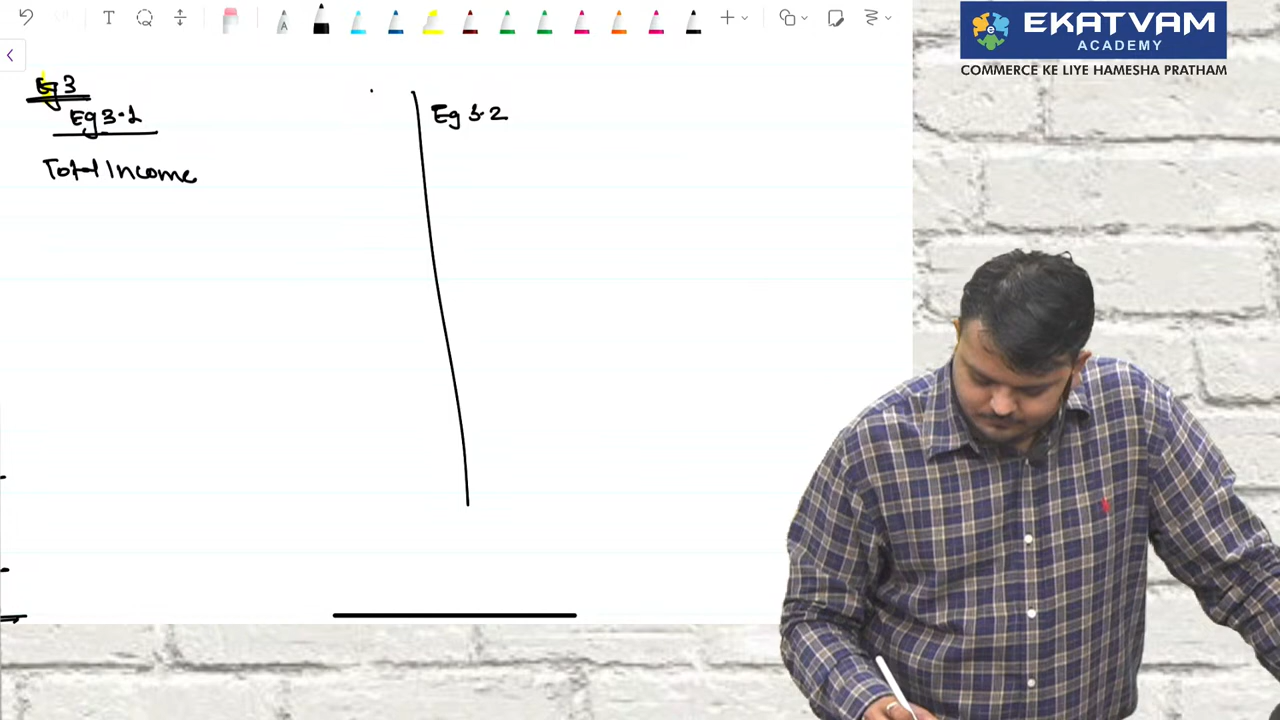 EKATVAM
ACADEMY
COMMERCE KE LIYE HAMESHA PRATHAM
Eg 3
Eg 3.1
Total Income
Eg 3.2